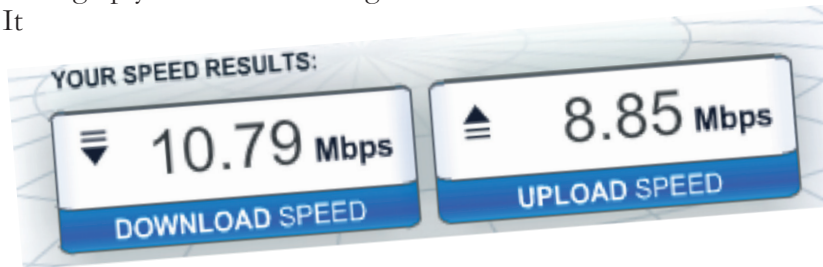 It
YOUR SPEED RESULTS:
10.79 Mbps
DOWNLOAD SPEED
8.85 Mbps
UPLOAD SPEED